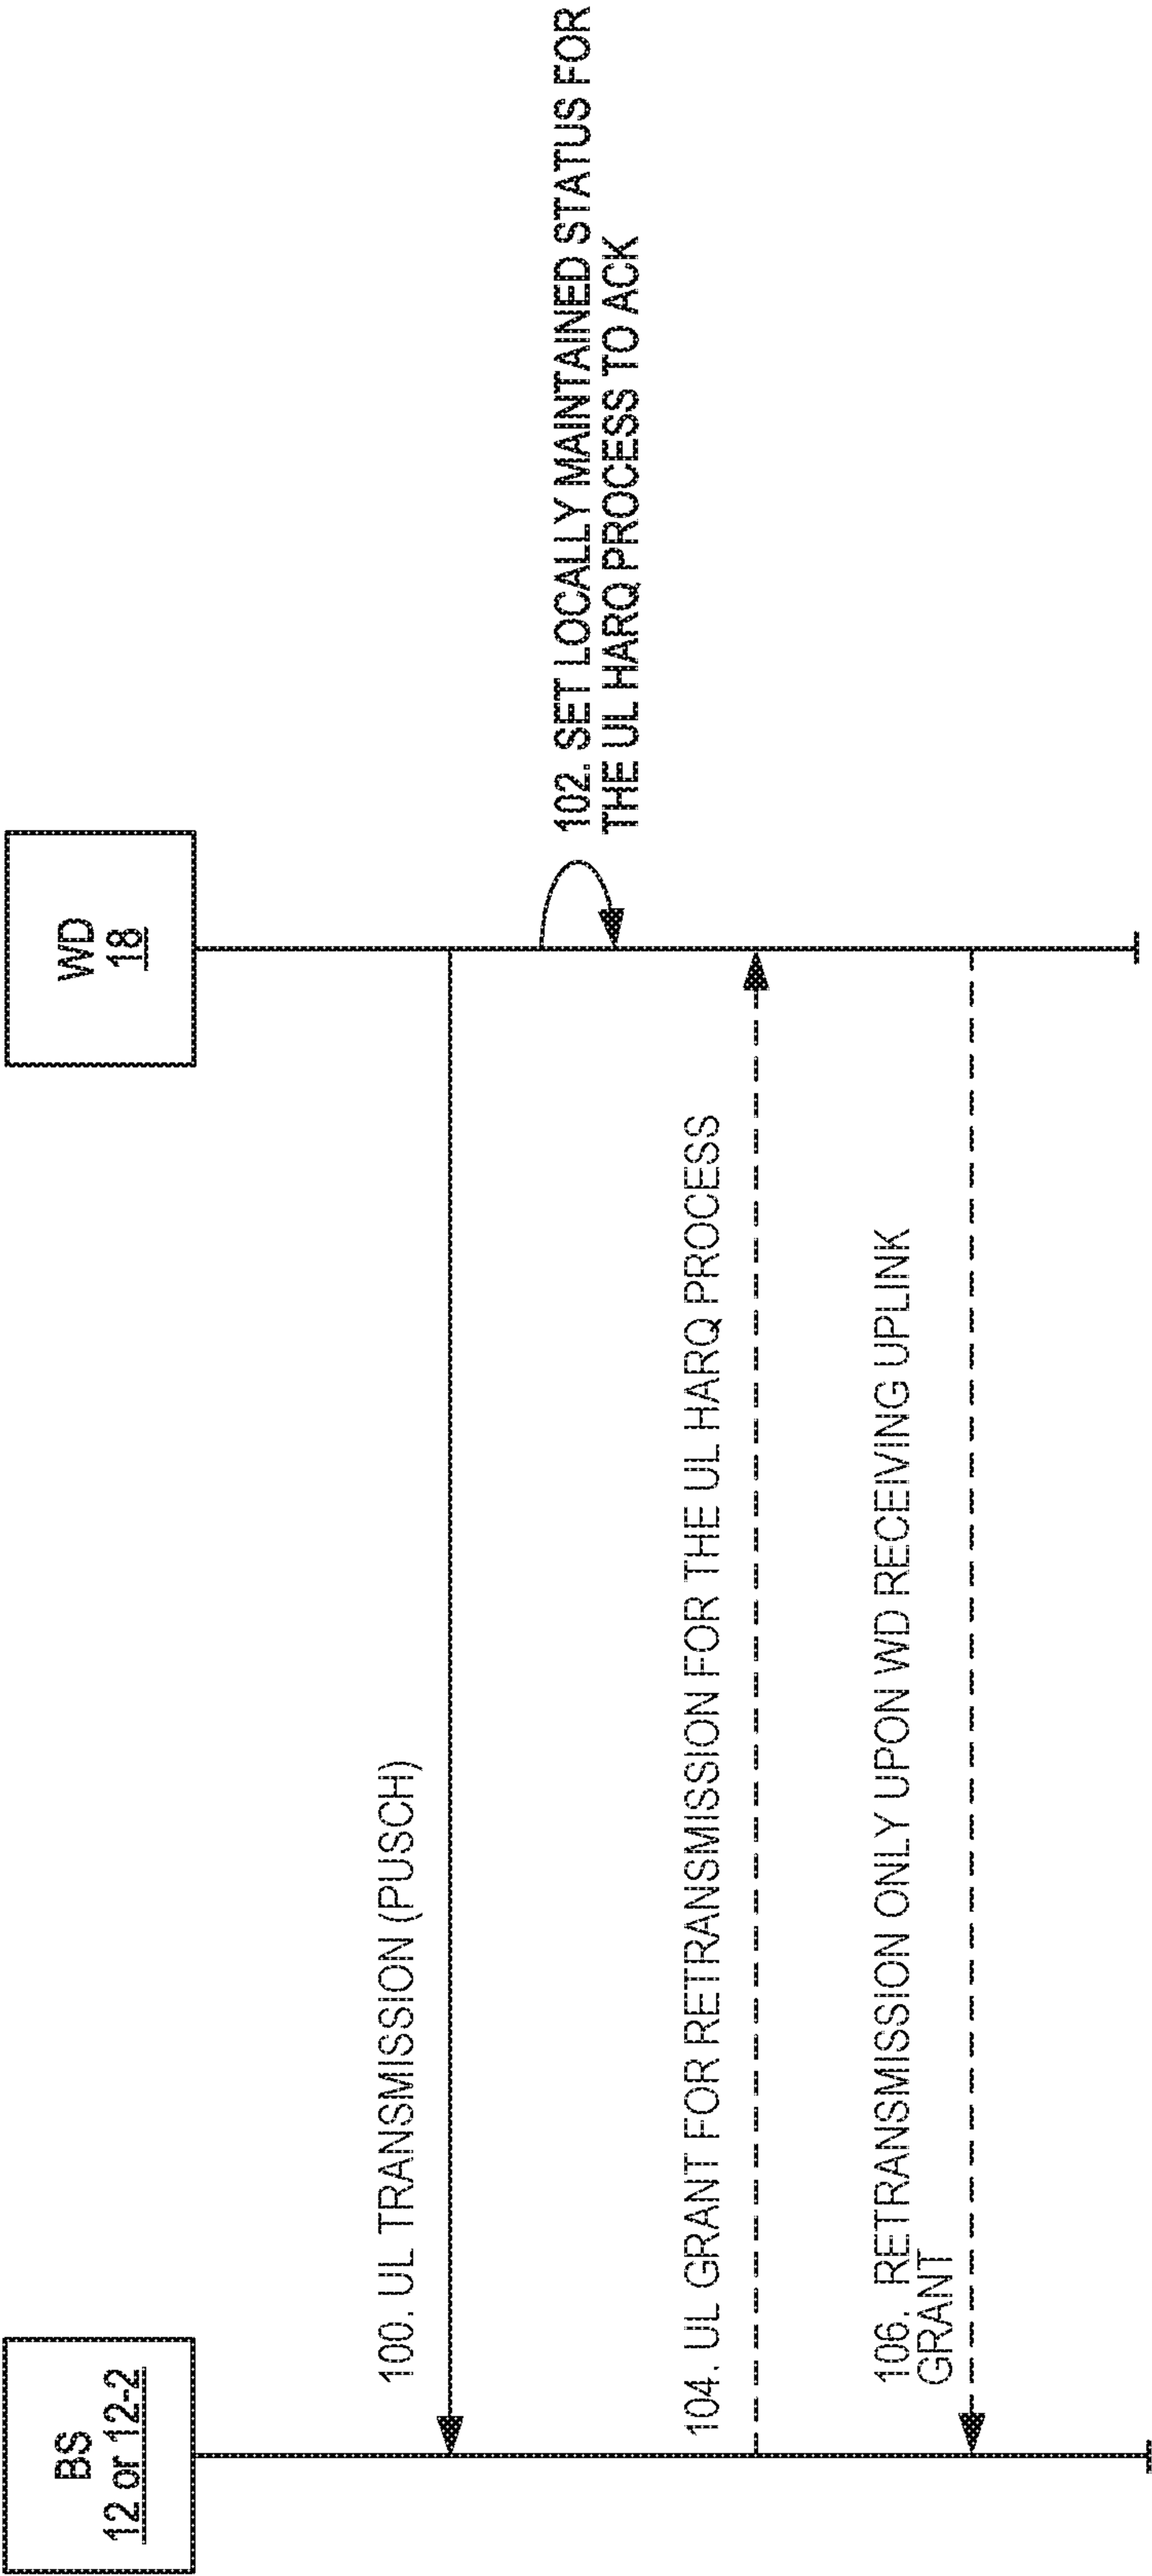 BS
12 or 12-2
WD
18
100. UL TRANSMISSION (PUSCH)
102. SET LOCALLY MAINTAINED STATUS FOR
THE UL HARQ PROCESS TO ACK
104. UL GRANT FOR RETRANSMISSION FOR THE UL HARQ PROCESS
106. RETRANSMISSION ONLY UPON WD RECEIVING UPLINK
GRANT